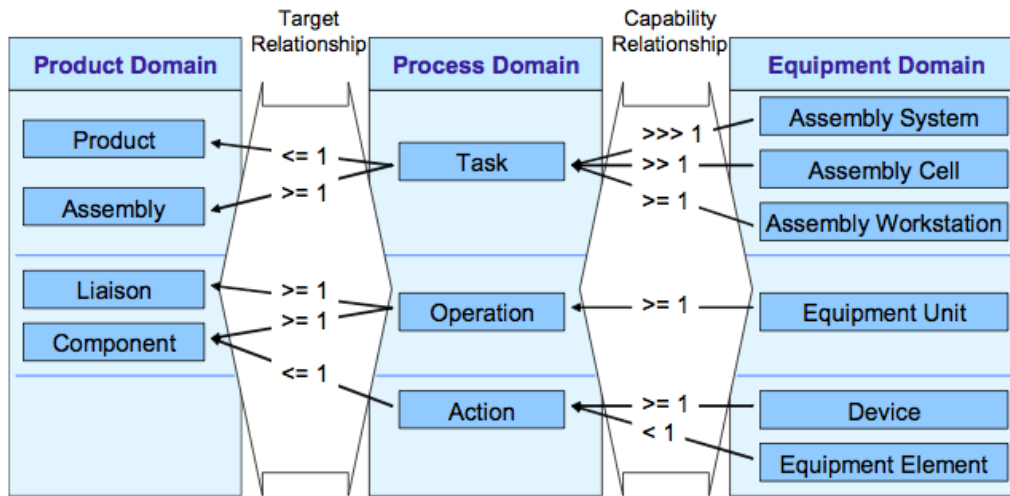 Target
Relationship
Capability
Relationship
Product Domain
Process Domain
Equipment Domain
Product
<= 1
Task
>>> 1
Assembly System
>> 1
Assembly Cell
Assembly
>= 1
>= 1
Assembly Workstation
Liaison
>= 1
Operation
>= 1
Equipment Unit
Component
>= 1
<= 1
Action
>= 1
Device
< 1
Equipment Element